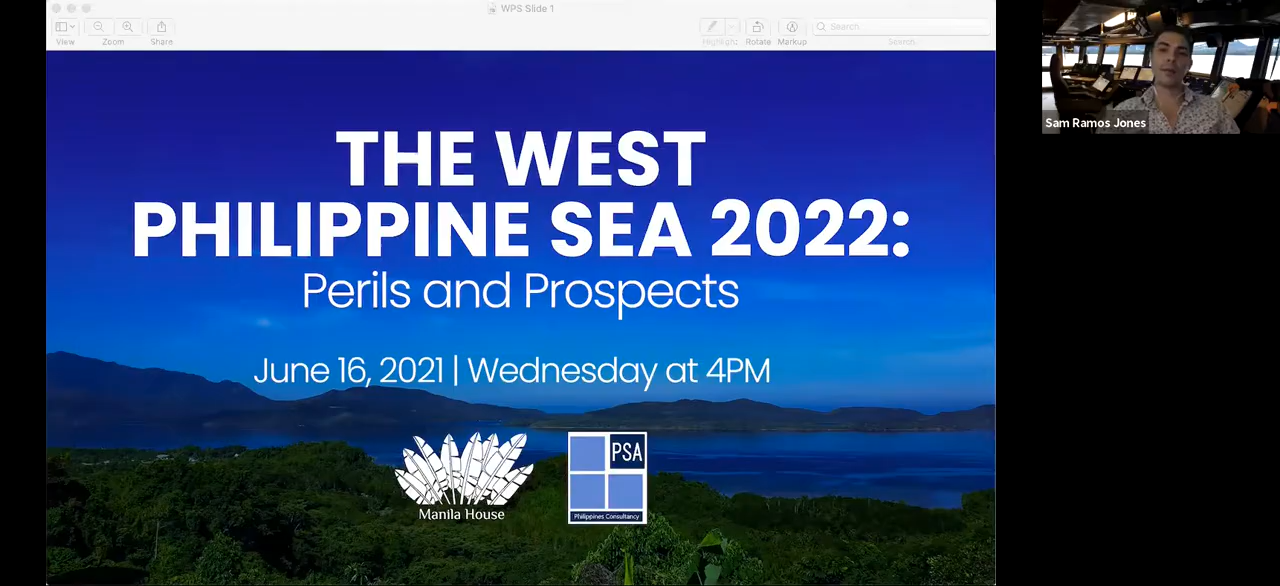 WPS Slide 1
View
Zoom
Share
Highlight
Rotate
Markup
Search
Search
THE WEST
PHILIPPINE SEA 2022:
Perils and Prospects
June 16, 2021 | Wednesday at 4PM
Manila House
PSA
Philippines Consultancy
Sam Ramos Jones